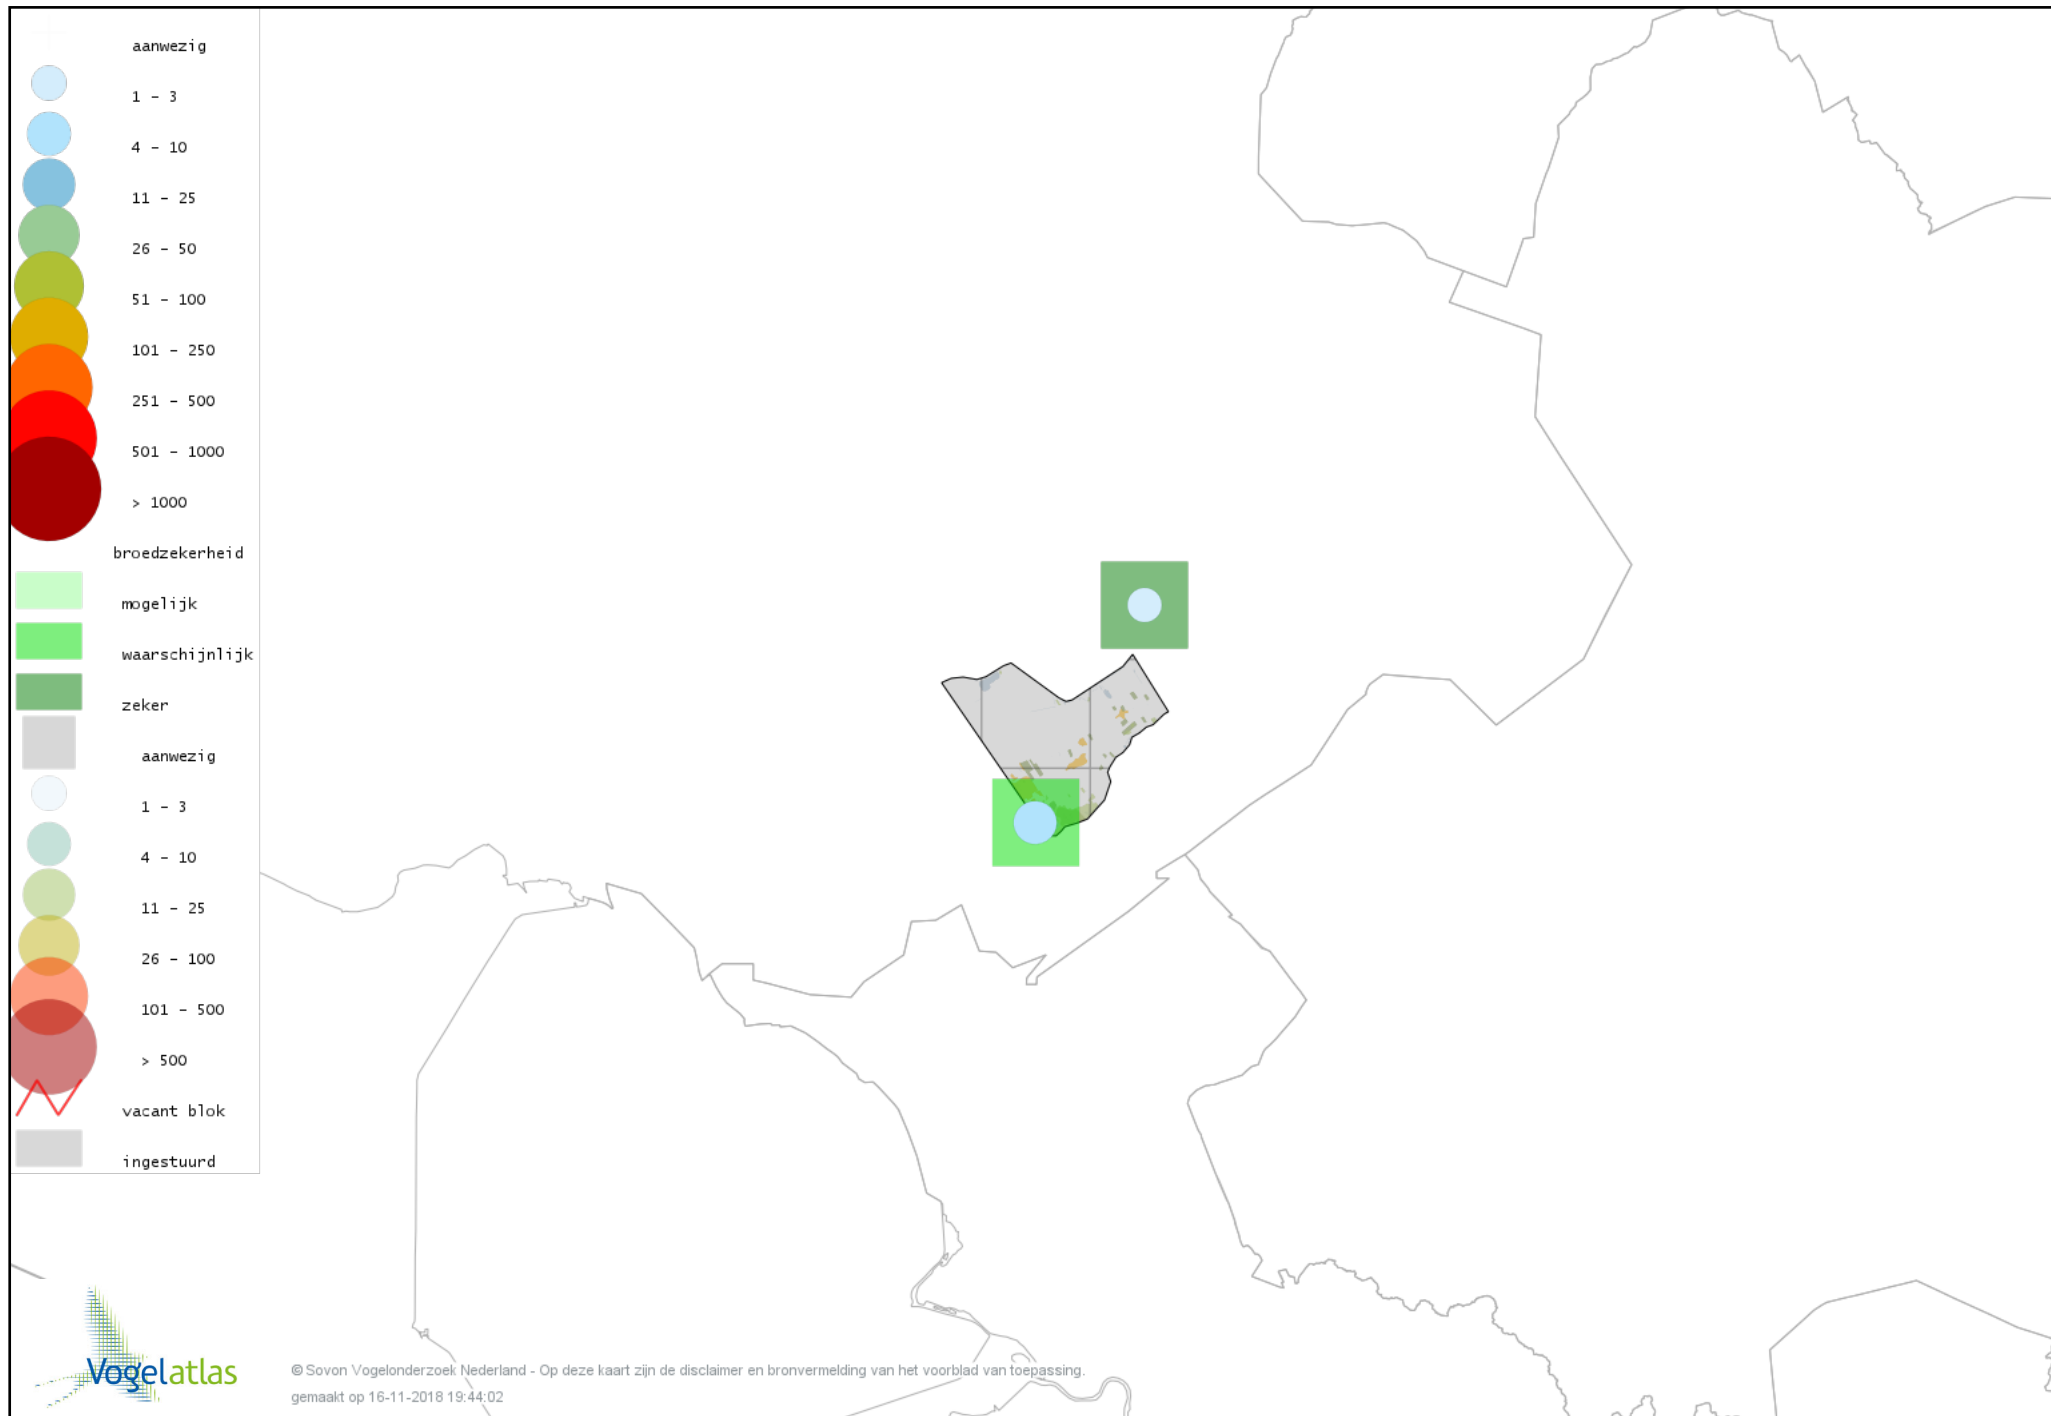 aanwezig
1 - 3
4 - 10
11 - 25
26 - 50
51 - 100
101 - 250
251 - 500
501 - 1000
> 1000
broedzekerheid
mogelijk
waarschijnlijk
zeker
aanwezig
1 - 3
4 - 10
11 - 25
26 - 100
101 - 500
> 500
vacant blok
ingestuurd
Vogelatlas
© Sovon Vogelonderzoek Nederland - Op deze kaart zijn de disclaimer en bronvermelding van het voorblad van toepassing.
gemaakt op 16-11-2018 19:44:02